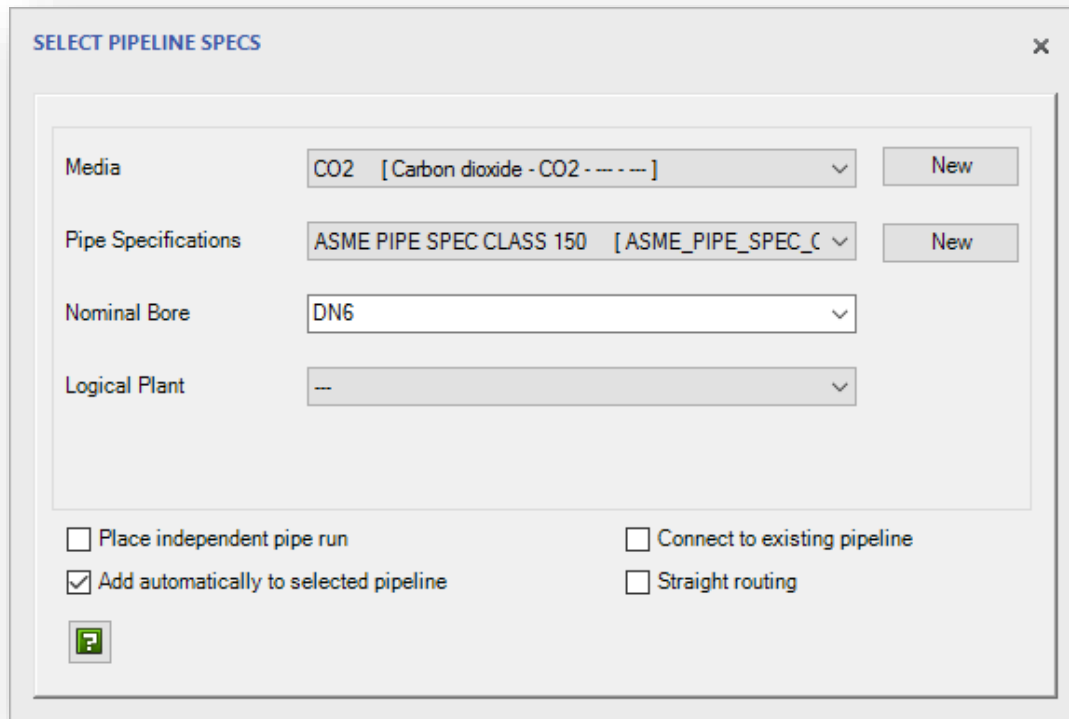 SELECT PIPELINE SPECS
Media
CO2 [ Carbon dioxide - CO2 - --- - --- ]
New
Pipe Specifications
ASME PIPE SPEC CLASS 150 [ ASME_PIPE_SPEC_C
New
Nominal Bore
DN6
Logical Plant
---
Place independent pipe run
Connect to existing pipeline
Add automatically to selected pipeline
Straight routing
?